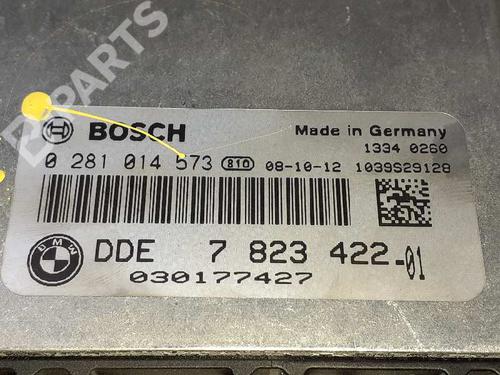 B-PARTS
BOSCH
Made in Germany
1334 0260
0 281 014 573 810 08-10-12 1039S29128
BMW
DDE 7 823 422-01
030177427